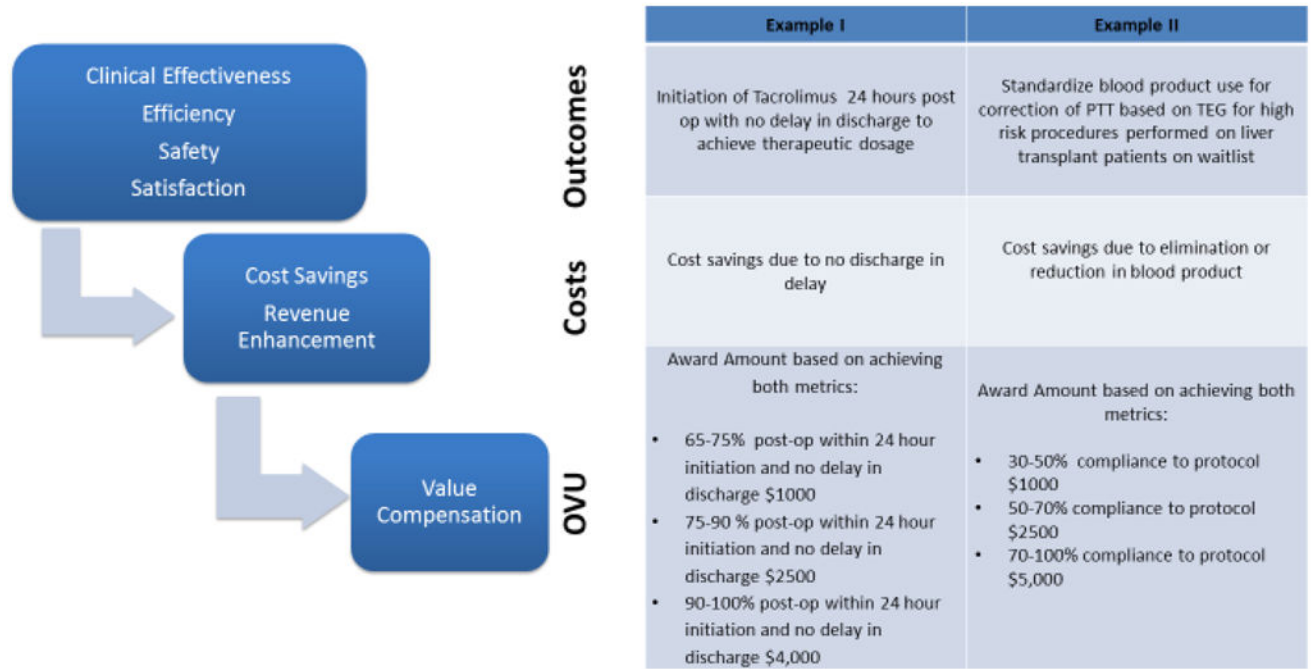 Clinical Effectiveness
Efficiency
Safety
Satisfaction
Cost Savings
Revenue
Enhancement
Value
Compensation
Outcomes
Costs
OVU
Example I
Example II
Initiation of Tacrolimus 24 hours post
op with no delay in discharge to
achieve therapeutic dosage
Standardize blood product use for
correction of PTT based on TEG for high
risk procedures performed on liver
transplant patients on waitlist
Cost savings due to no discharge in
delay
Cost savings due to elimination or
reduction in blood product
Award Amount based on achieving
both metrics:
• 65-75% post-op within 24 hour
initiation and no delay in
discharge $1000
• 75-90 % post-op within 24 hour
initiation and no delay in
discharge $2500
• 90-100% post-op within 24 hour
initiation and no delay in
discharge $4,000
Award Amount based on achieving both
metrics:
• 30-50% compliance to protocol
$1000
• 50-70% compliance to protocol
$2500
• 70-100% compliance to protocol
$5,000